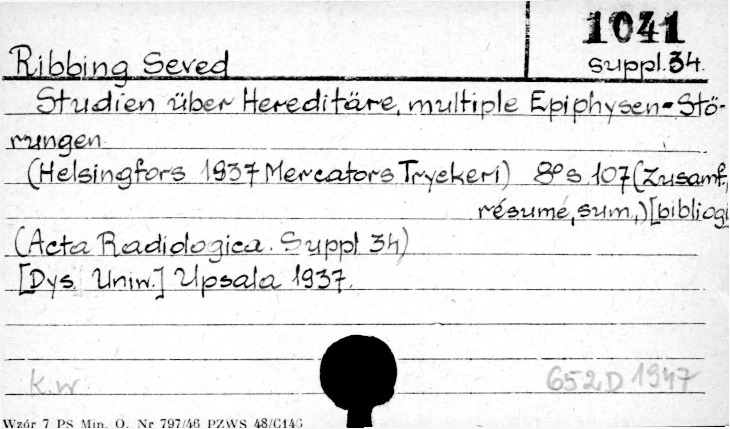 1041
Ribbing Seved suppl.34.
Studien über Hereditäre, multiple Epiphysen-Stö-
rungen
(Helsingfors 1937 Mercators Tryckeri) 8° s. 107 (Zusamf.,
résumé, sum,) [bibliogr
(Acta Radiologica. Suppl 34)
[Dys. Uniw.] Upsala 1937.
K.w. 652D 1947
Wzór 7 PS Min. O. Nr 797/46 PZWS 48/C146